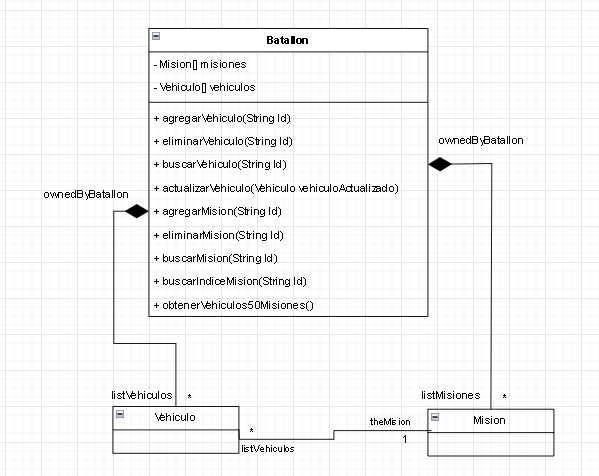 Batallon
- Mision[] misiones
- Vehiculo[] vehiculos
+ agregarVehiculo(String Id)
+ eliminarVehiculo(String Id)
+ buscarVehiculo(String Id)
+ actualizarVehiculo(Vehiculo vehiculoActualizado)
+ agregarMision(String Id)
+ eliminarMision(String Id)
+ buscarMision(String Id)
+ buscarIndiceMision(String Id)
+ obtenerVehiculos50Misiones()
ownedByBatallon
ownedByBatallon
listVehiculos *
listMisiones *
Vehiculo
Mision
* 
listVehiculos
theMision
1